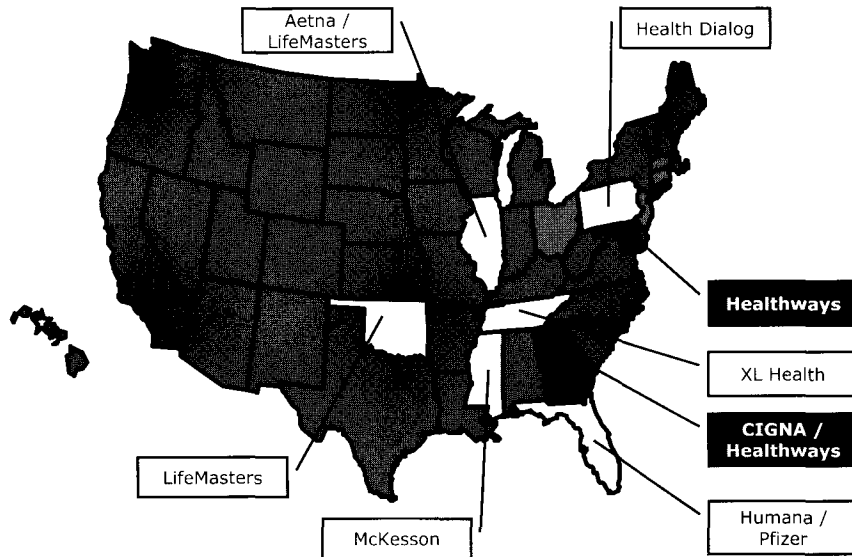 Aetna /
LifeMasters
Health Dialog
Healthways
XL Health
CIGNA /
Healthways
LifeMasters
Humana /
Pfizer
McKesson